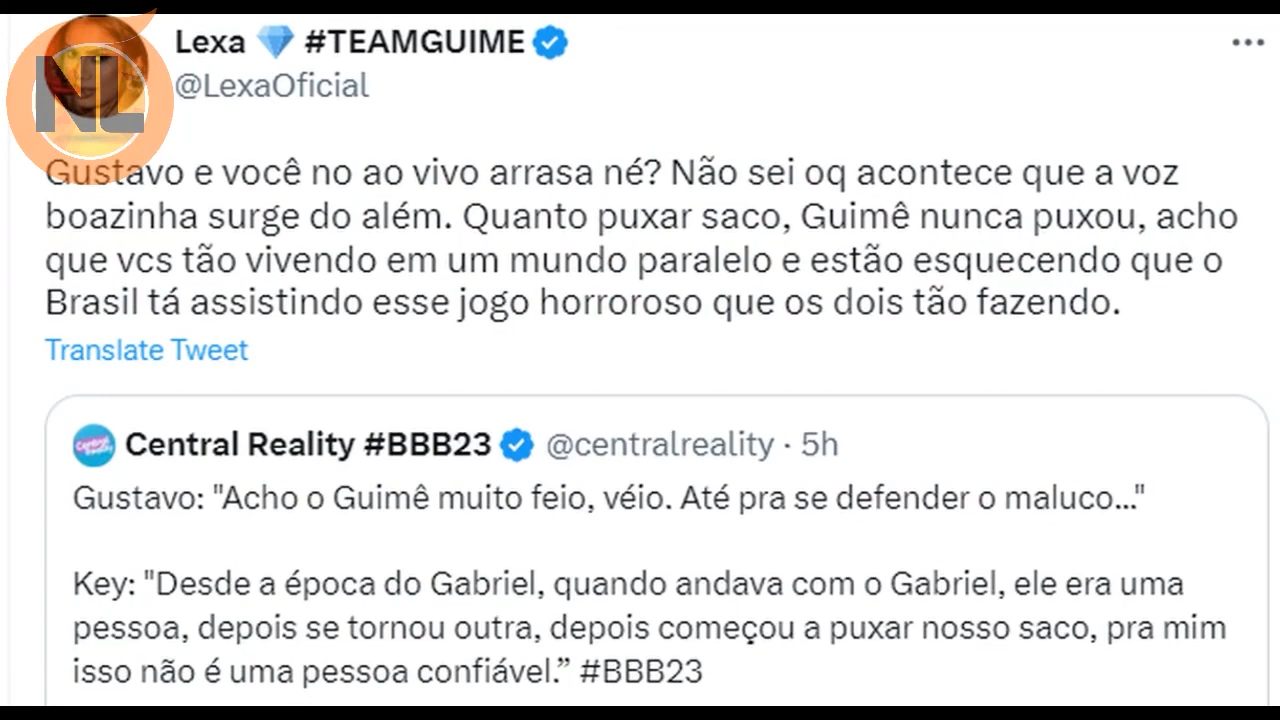 Lexa 💎 #TEAMGUIME
@LexaOficial
NL
Gustavo e você no ao vivo arrasa né? Não sei oq acontece que a voz
boazinha surge do além. Quanto puxar saco, Guimê nunca puxou, acho
que vcs tão vivendo em um mundo paralelo e estão esquecendo que o
Brasil tá assistindo esse jogo horroroso que os dois tão fazendo.
Translate Tweet
Central Reality #BBB23 @centralreality · 5h
Gustavo: "Acho o Guimê muito feio, véio. Até pra se defender o maluco..."
Key: "Desde a época do Gabriel, quando andava com o Gabriel, ele era uma
pessoa, depois se tornou outra, depois começou a puxar nosso saco, pra mim
isso não é uma pessoa confiável.” #BBB23